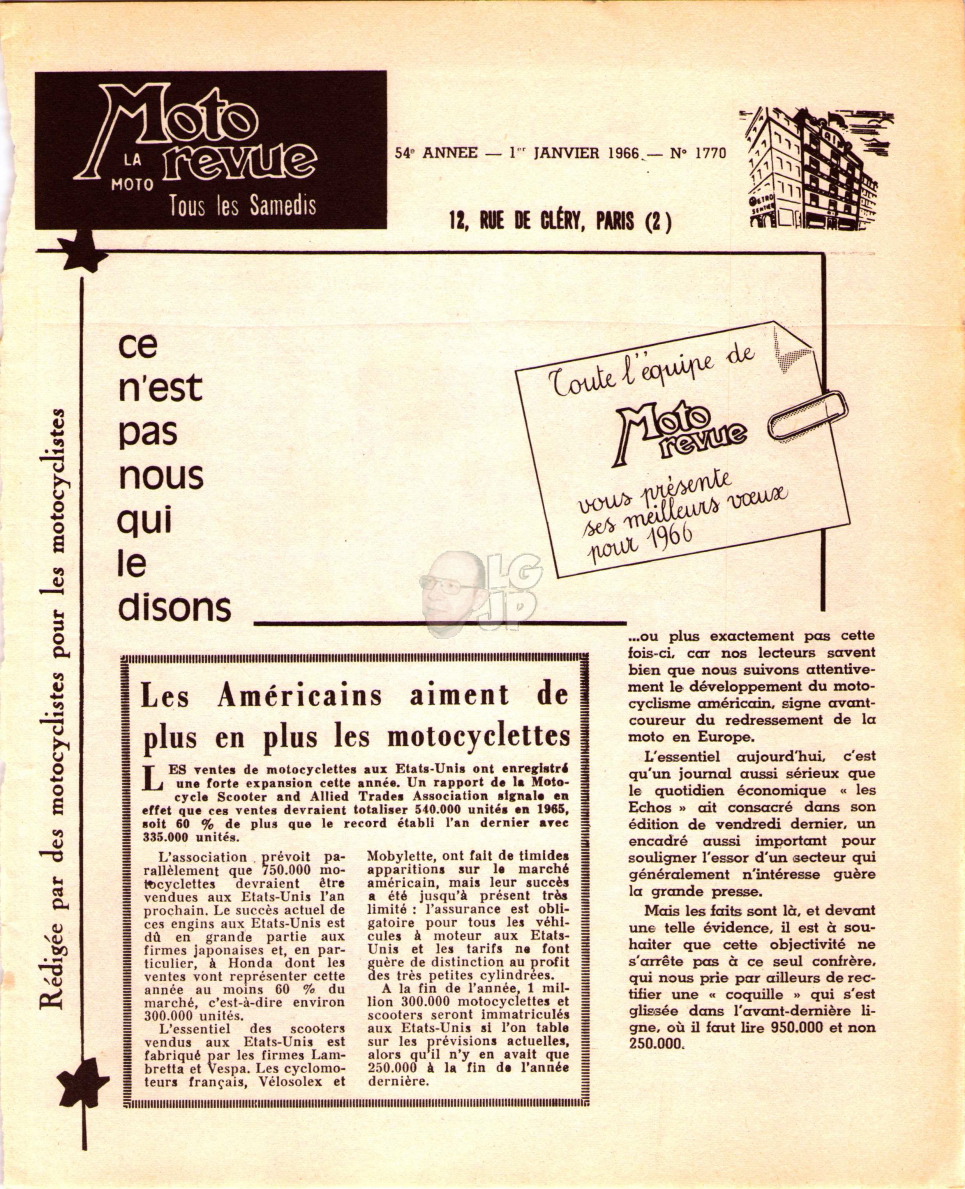 Moto
LA revue
MOTO
Tous les Samedis
54e ANNEE — 1er JANVIER 1966 — N° 1770
12, RUE DE CLÉRY, PARIS (2)
METRO
SENTIER
Rédigée par des motocyclistes pour les motocyclistes
ce
n'est
pas
nous
qui
le
disons
Toute l'équipe de
Moto
revue
vous présente
ses meilleurs vœux
pour 1966
LG
JP
Les Américains aiment de
plus en plus les motocyclettes
LES ventes de motocyclettes aux Etats-Unis ont enregistré
une forte expansion cette année. Un rapport de la Moto-
cycle Scooter and Allied Trades Association signale en
effet que ces ventes devraient totaliser 540.000 unités en 1965,
soit 60 % de plus que le record établi l'an dernier avec
335.000 unités.
L'association prévoit pa-
rallèlement que 750.000 mo-
tocyclettes devraient être
vendues aux Etats-Unis l'an
prochain. Le succès actuel de
ces engins aux Etats-Unis est
dû en grande partie aux
firmes japonaises et, en par-
ticulier, à Honda dont les
ventes vont représenter cette
année au moins 60 % du
marché, c'est-à-dire environ
300.000 unités.
L'essentiel des scooters
vendus aux Etats-Unis est
fabriqué par les firmes Lam-
bretta et Vespa. Les cyclomo-
teurs français, Vélosolex et
Mobylette, ont fait de timides
apparitions sur le marché
américain, mais leur succès
a été jusqu'à présent très
limité : l'assurance est obli-
gatoire pour tous les véhi-
cules à moteur aux Etats-
Unis et les tarifs ne font
guère de distinction au profit
des très petites cylindrées.
A la fin de l'année, 1 mil-
lion 300.000 motocyclettes et
scooters seront immatriculés
aux Etats-Unis si l'on table
sur les prévisions actuelles,
alors qu'il n'y en avait que
250.000 à la fin de l'année
dernière.
...ou plus exactement pas cette
fois-ci, car nos lecteurs savent
bien que nous suivons attentive-
ment le développement du moto-
cyclisme américain, signe avant-
coureur du redressement de la
moto en Europe.
L'essentiel aujourd'hui, c'est
qu'un journal aussi sérieux que
le quotidien économique « les
Echos » ait consacré dans son
édition de vendredi dernier, un
encadré aussi important pour
souligner l'essor d'un secteur qui
généralement n'intéresse guère
la grande presse.
Mais les faits sont là, et devant
une telle évidence, il est à sou-
haiter que cette objectivité ne
s'arrête pas à ce seul confrère,
qui nous prie par ailleurs de rec-
tifier une « coquille » qui s'est
glissée dans l'avant-dernière li-
gne, où il faut lire 950.000 et non
250.000.